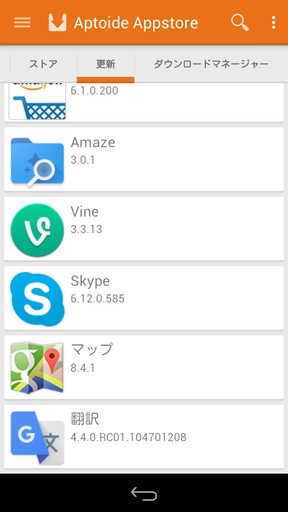 Aptoide Appstore
ストア
更新
ダウンロードマネージャー
6.1.0.200
Amaze
3.0.1
Vine
3.3.13
Skype
6.12.0.585
マップ
8.4.1
翻訳
4.4.0.RC01.104701208